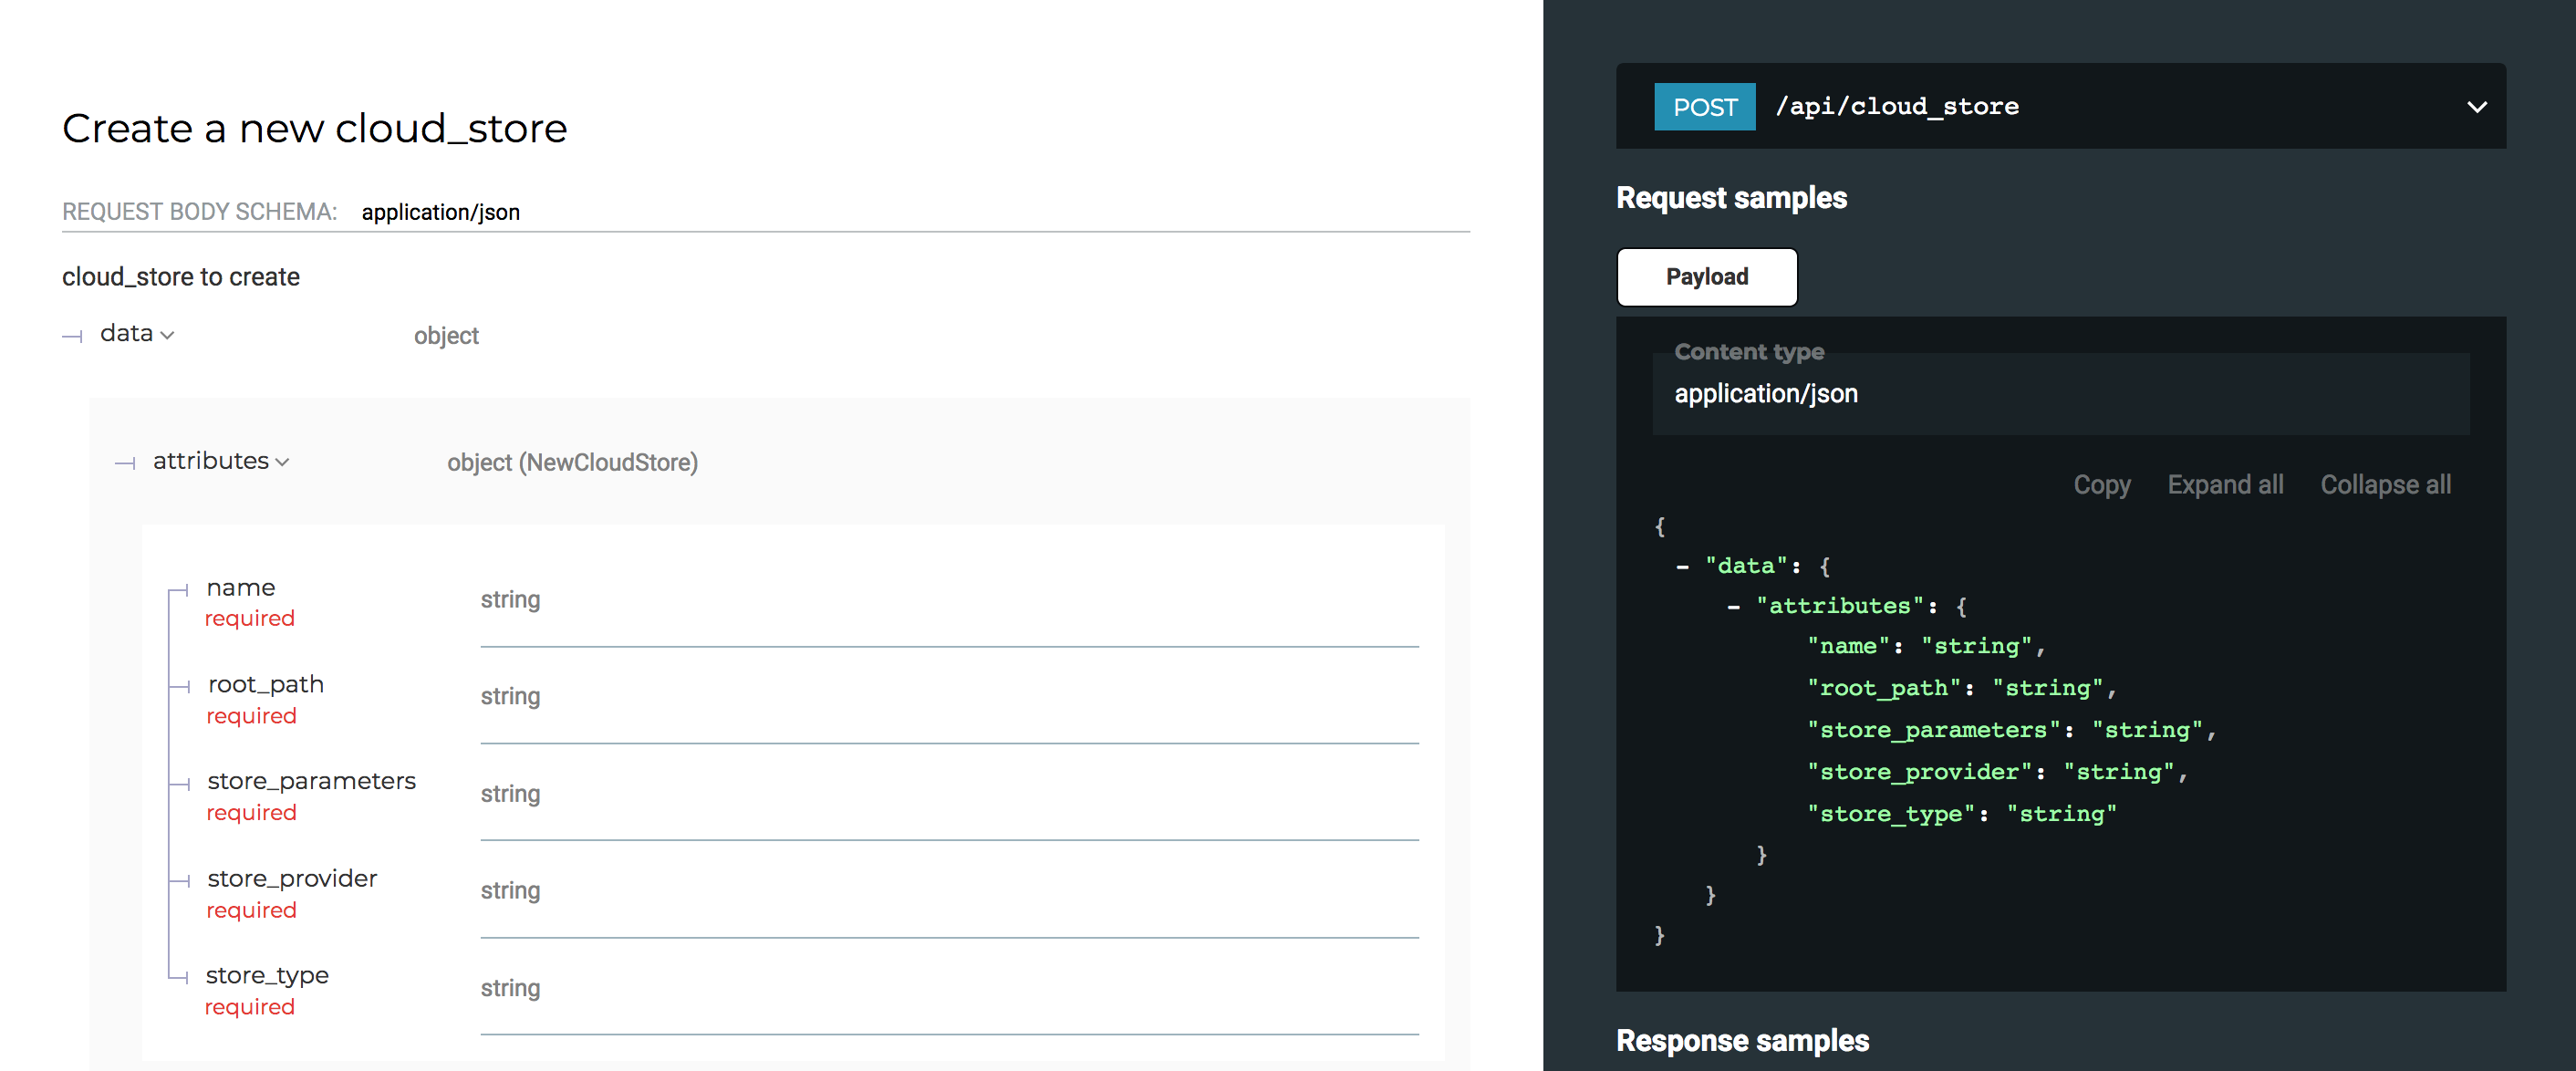 Create a new cloud_store
REQUEST BODY SCHEMA: application/json
cloud_store to create
data object
attributes object (NewCloudStore)
name string
required
root_path string
required
store_parameters string
required
store_provider string
required
store_type string
required
POST /api/cloud_store
Request samples
Payload
Content type
application/json
Copy Expand all Collapse all
{
- "data": {
- "attributes": {
"name": "string",
"root_path": "string",
"store_parameters": "string",
"store_provider": "string",
"store_type": "string"
}
}
}
Response samples